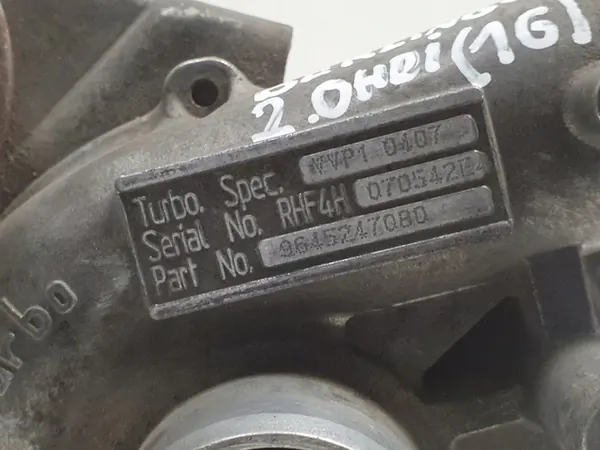 2.0HDI(16)
Turbo. Spec. VVP1 0407
Serial No. RHF4H 070542
Part No. 9645247080